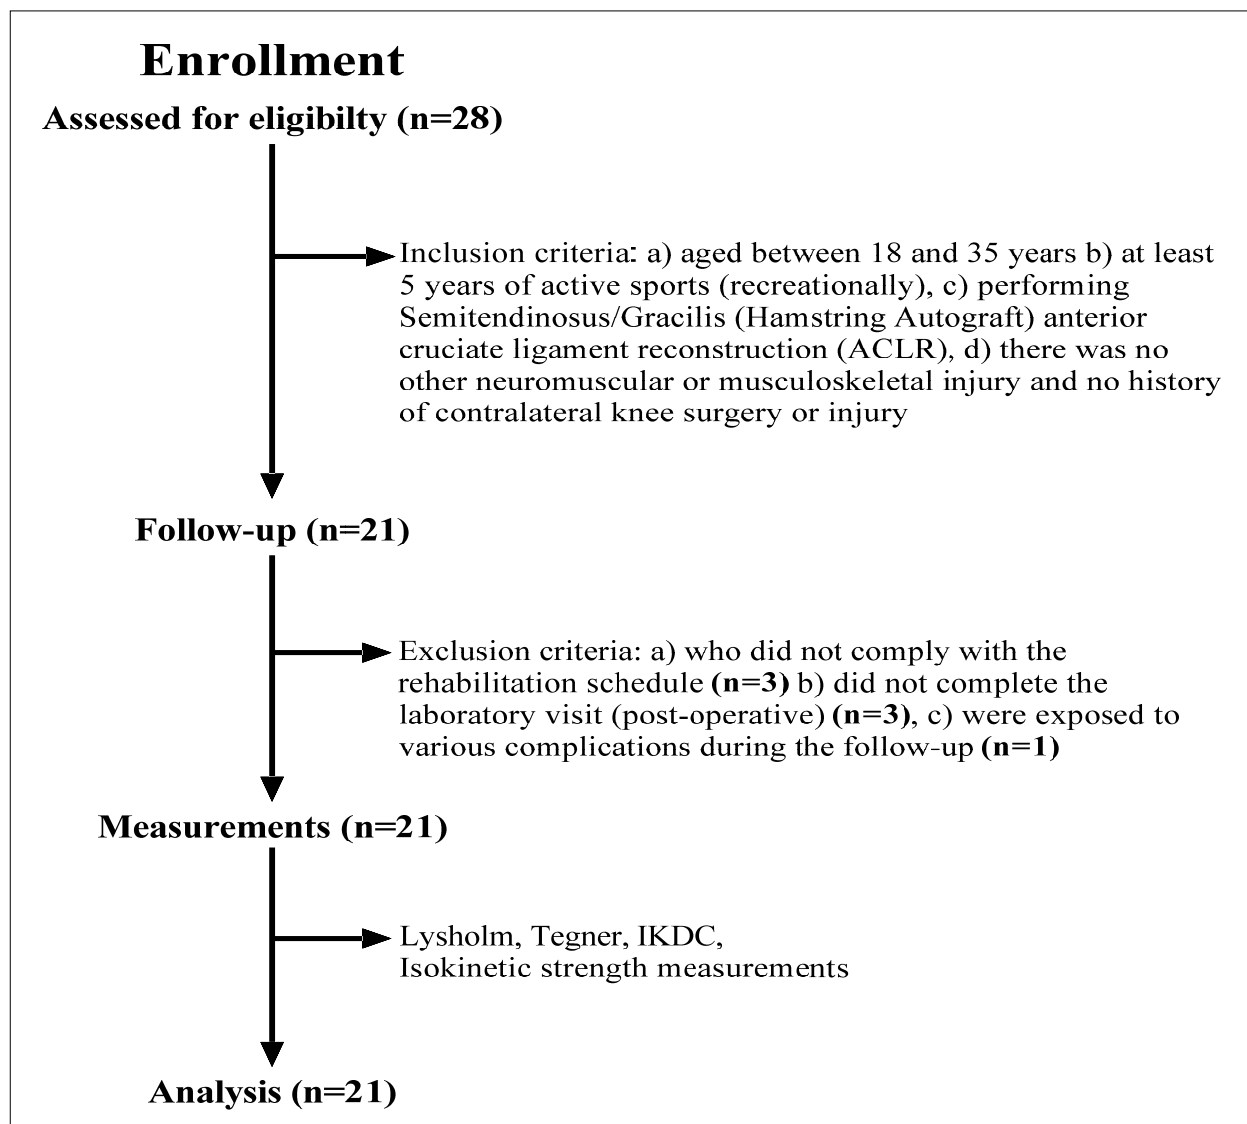 Enrollment
Assessed for eligibilty (n=28)
Inclusion criteria: a) aged between 18 and 35 years b) at least
5 years of active sports (recreationally), c) performing
Semitendinosus/Gracilis (Hamstring Autograft) anterior
cruciate ligament reconstruction (ACLR), d) there was no
other neuromuscular or musculoskeletal injury and no history
of contralateral knee surgery or injury
Follow-up (n=21)
Exclusion criteria: a) who did not comply with the
rehabilitation schedule (n=3) b) did not complete the
laboratory visit (post-operative) (n=3), c) were exposed to
various complications during the follow-up (n=1)
Measurements (n=21)
Lysholm, Tegner, IKDC,
Isokinetic strength measurements
Analysis (n=21)